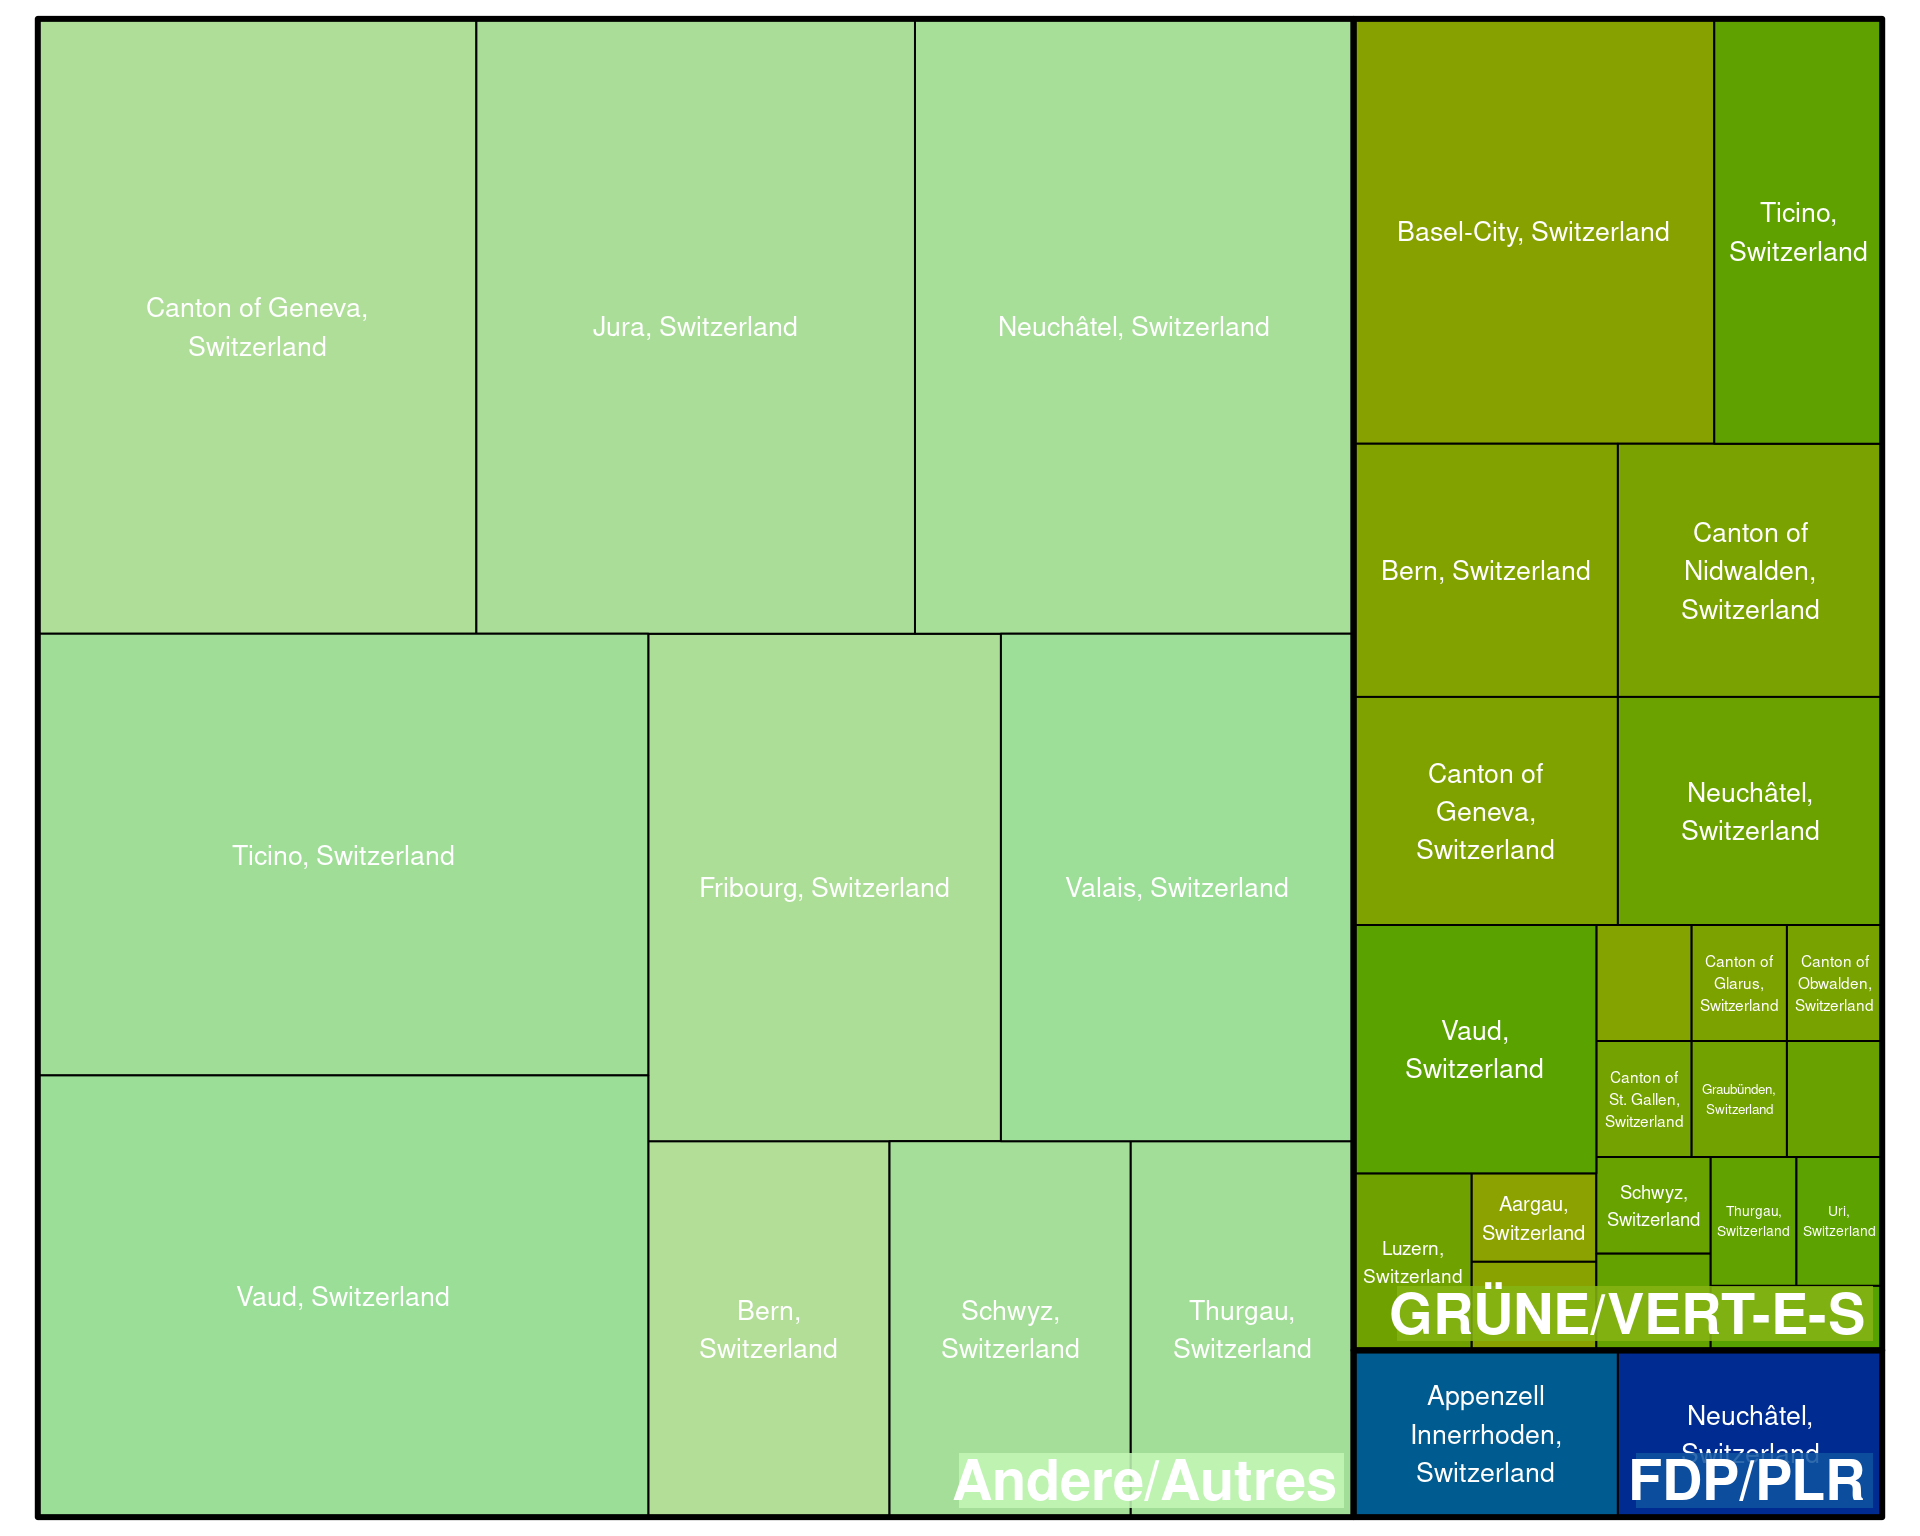 Canton of Geneva,
Switzerland
Jura, Switzerland
Neuchâtel, Switzerland
Ticino, Switzerland
Fribourg, Switzerland
Valais, Switzerland
Vaud, Switzerland
Bern,
Switzerland
Schwyz,
Switzerland
Thurgau,
Switzerland
Andere/Autres
Basel-City, Switzerland
Ticino,
Switzerland
Bern, Switzerland
Canton of
Nidwalden,
Switzerland
Canton of
Geneva,
Switzerland
Neuchâtel,
Switzerland
Vaud,
Switzerland
Canton of
Glarus,
Switzerland
Canton of
Obwalden,
Switzerland
Canton of
St. Gallen,
Switzerland
Graubünden,
Switzerland
Luzern,
Switzerland
Aargau,
Switzerland
Schwyz,
Switzerland
Thurgau,
Switzerland
Uri,
Switzerland
GRÜNE/VERT-E-S
Appenzell
Innerrhoden,
Switzerland
Neuchâtel,
Switzerland
FDP/PLR